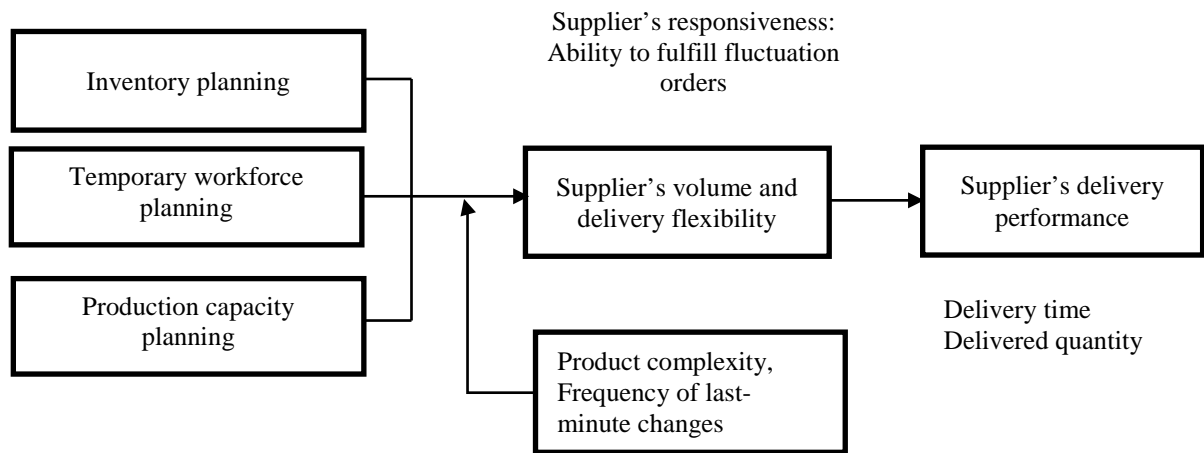 Supplier’s responsiveness:
Ability to fulfill fluctuation
orders
Inventory planning
Temporary workforce
planning
Production capacity
planning
Supplier’s volume and
delivery flexibility
Supplier’s delivery
performance
Product complexity,
Frequency of last-
minute changes
Delivery time
Delivered quantity